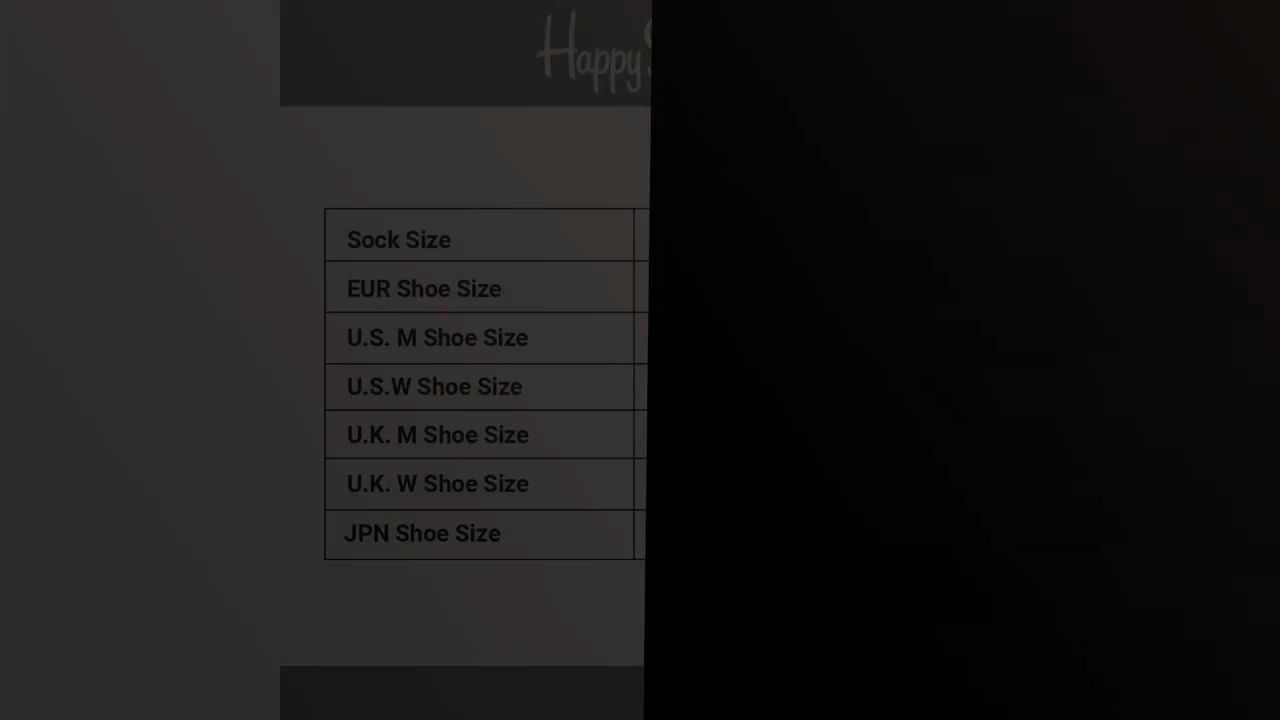 Happy
Sock Size
EUR Shoe Size
U.S. M Shoe Size
U.S.W Shoe Size
U.K. M Shoe Size
U.K. W Shoe Size
JPN Shoe Size